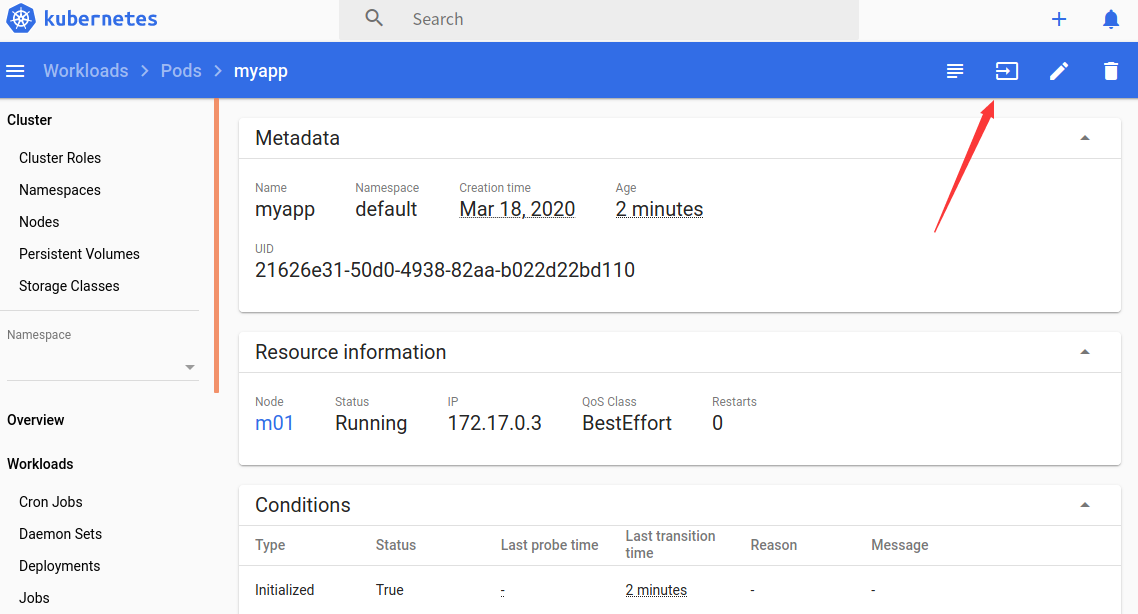 kubernetes
Search
Workloads > Pods > myapp
Cluster
Cluster Roles
Namespaces
Nodes
Persistent Volumes
Storage Classes
Namespace
Overview
Workloads
Cron Jobs
Daemon Sets
Deployments
Jobs
Metadata
Name Namespace Creation time Age
myapp default Mar 18, 2020 2 minutes
UID
21626e31-50d0-4938-82aa-b022d22bd110
Resource information
Node Status IP QoS Class Restarts
m01 Running 172.17.0.3 BestEffort 0
Conditions
Type Status Last probe time Last transition time Reason Message
Initialized True - 2 minutes - -